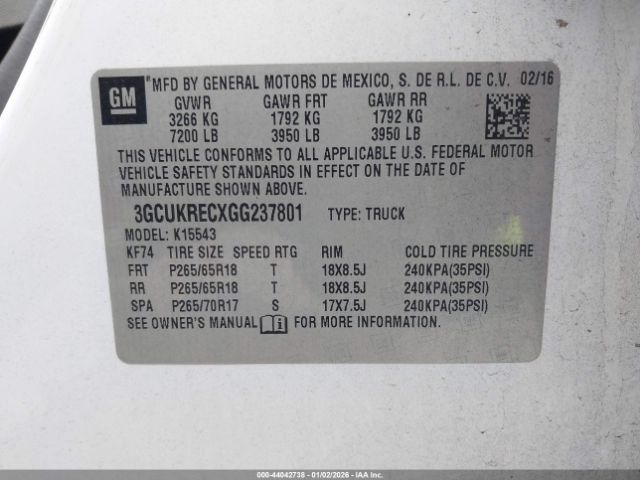 GM "MFD BY GENERAL MOTORS DE MEXICO, S. DE R.L. DE C.V. 02/16
GVWR GAWR FRT GAWR RR
3266 KG 1792 KG 1792 KG
7200 LB 3950 LB 3950 LB
THIS VEHICLE CONFORMS TO ALL APPLICABLE U.S. FEDERAL MOTOR
VEHICLE SAFETY STANDARDS IN EFFECT ON THE DATE OF
MANUFACTURE SHOWN ABOVE.
3GCUKRECXGG237801 TYPE: TRUCK
MODEL: K15543
KF74 TIRE SIZE SPEED RTG RIM COLD TIRE PRESSURE
FRT P265/65R18 T 18X8.5J 240KPA(35PSI)
RR P265/65R18 T 18X8.5J 240KPA(35PSI)
SPA P265/70R17 S 17X7.5J 240KPA(35PSI)
SEE OWNER'S MANUAL FOR MORE INFORMATION.
000-44042738 - 01/02/2026 - IAA Inc.